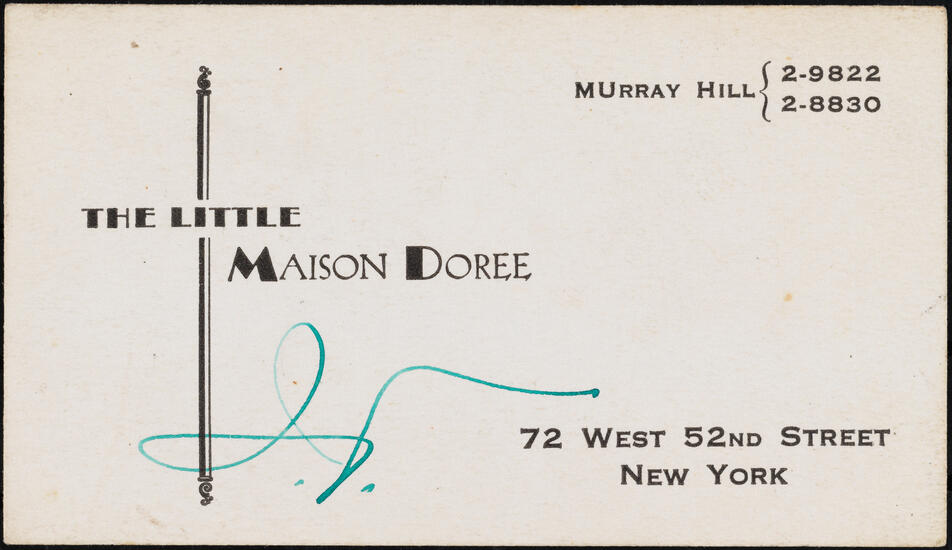 MUrray Hill { 2-9822
2-8830
THE LITTLE
MAISON DOREE
72 WEST 52ND STREET
NEW YORK